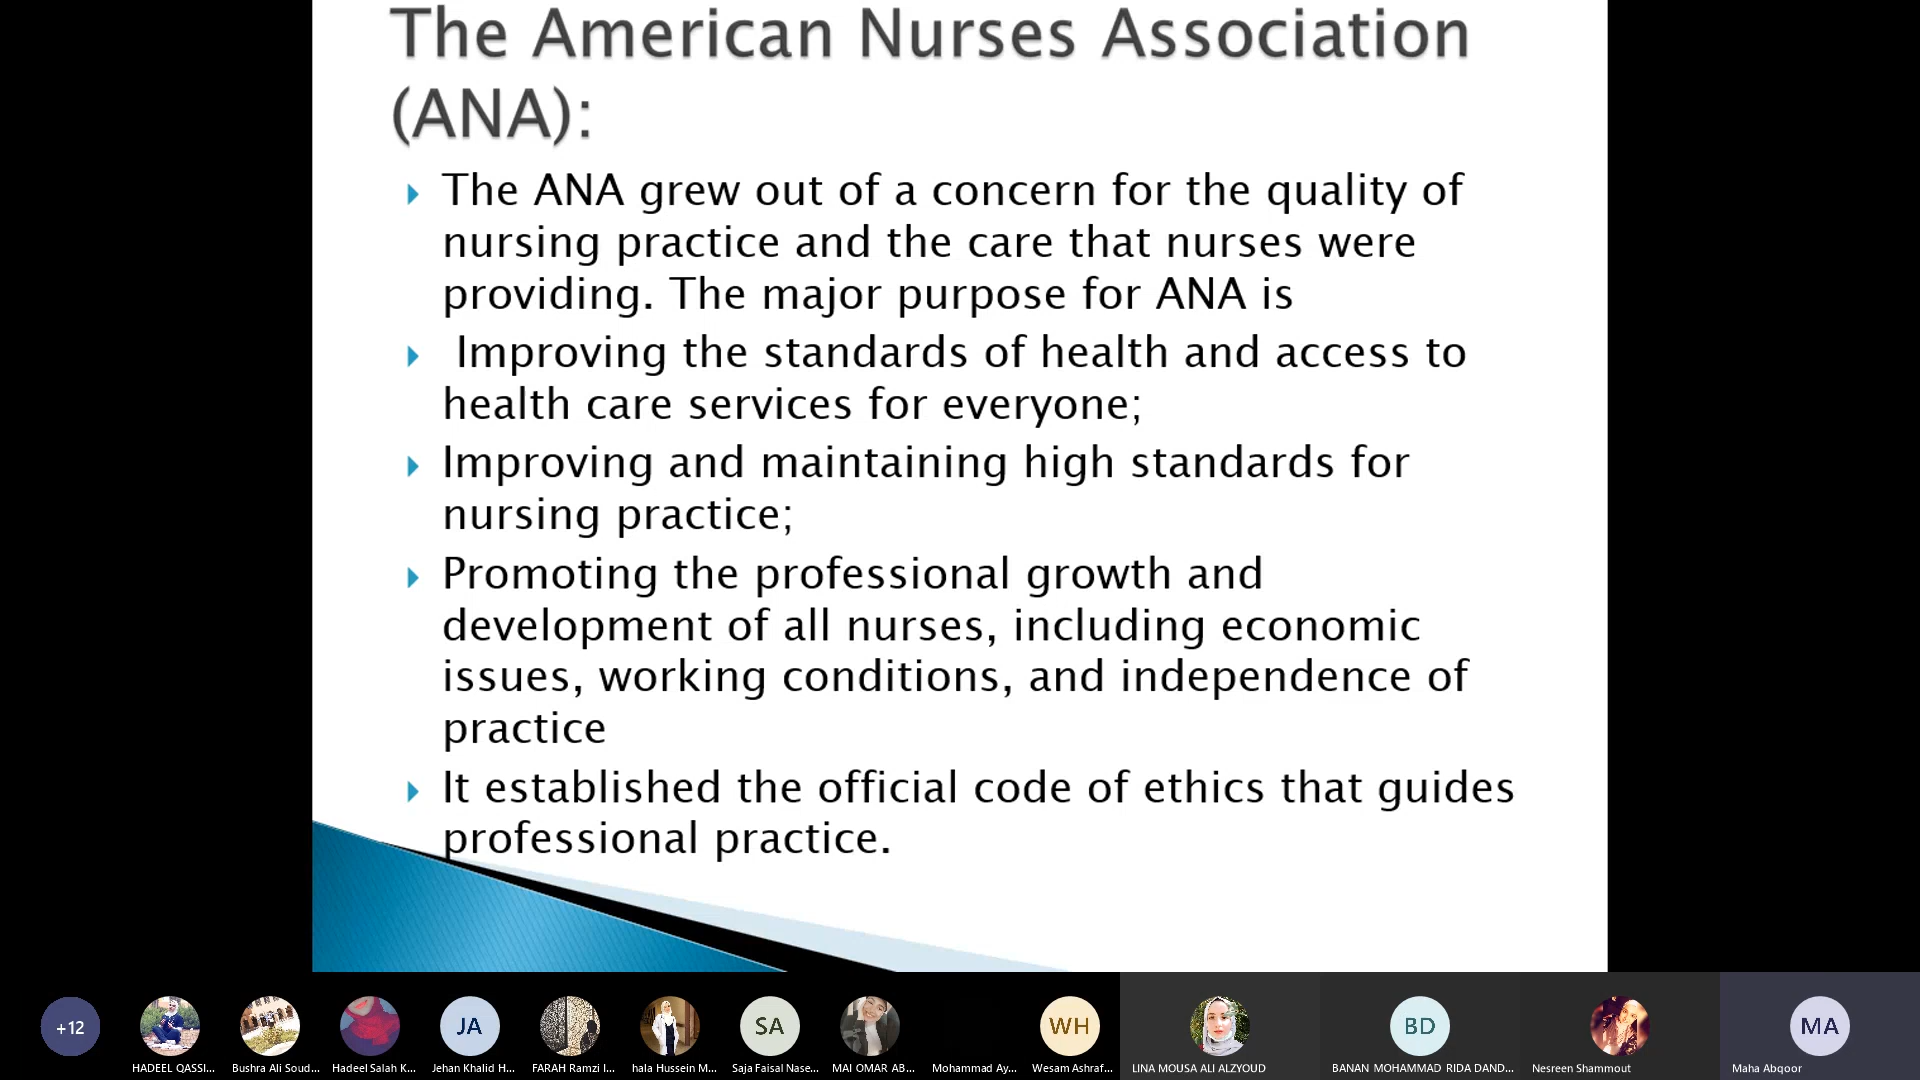 The American Nurses Association
(ANA):
The ANA grew out of a concern for the quality of
nursing practice and the care that nurses were
providing. The major purpose for ANA is
Improving the standards of health and access to
health care services for everyone;
Improving and maintaining high standards for
nursing practice;
Promoting the professional growth and
development of all nurses, including economic
issues, working conditions, and independence of
practice
It established the official code of ethics that guides
professional practice.
+12
JA
SA
WH
BD
MA
HADEEL QASSI...
Bushra Ali Soud...
Hadeel Salah K...
Jehan Khalid H...
FARAH Ramzi I...
hala Hussein M...
Saja Faisal Nase...
MAI OMAR AB...
Mohammad Ay...
Wesam Ashraf...
LINA MOUSA ALI ALZYOUD
BANAN MOHAMMAD RIDA DAND...
Nesreen Shammout
Maha Abqoor